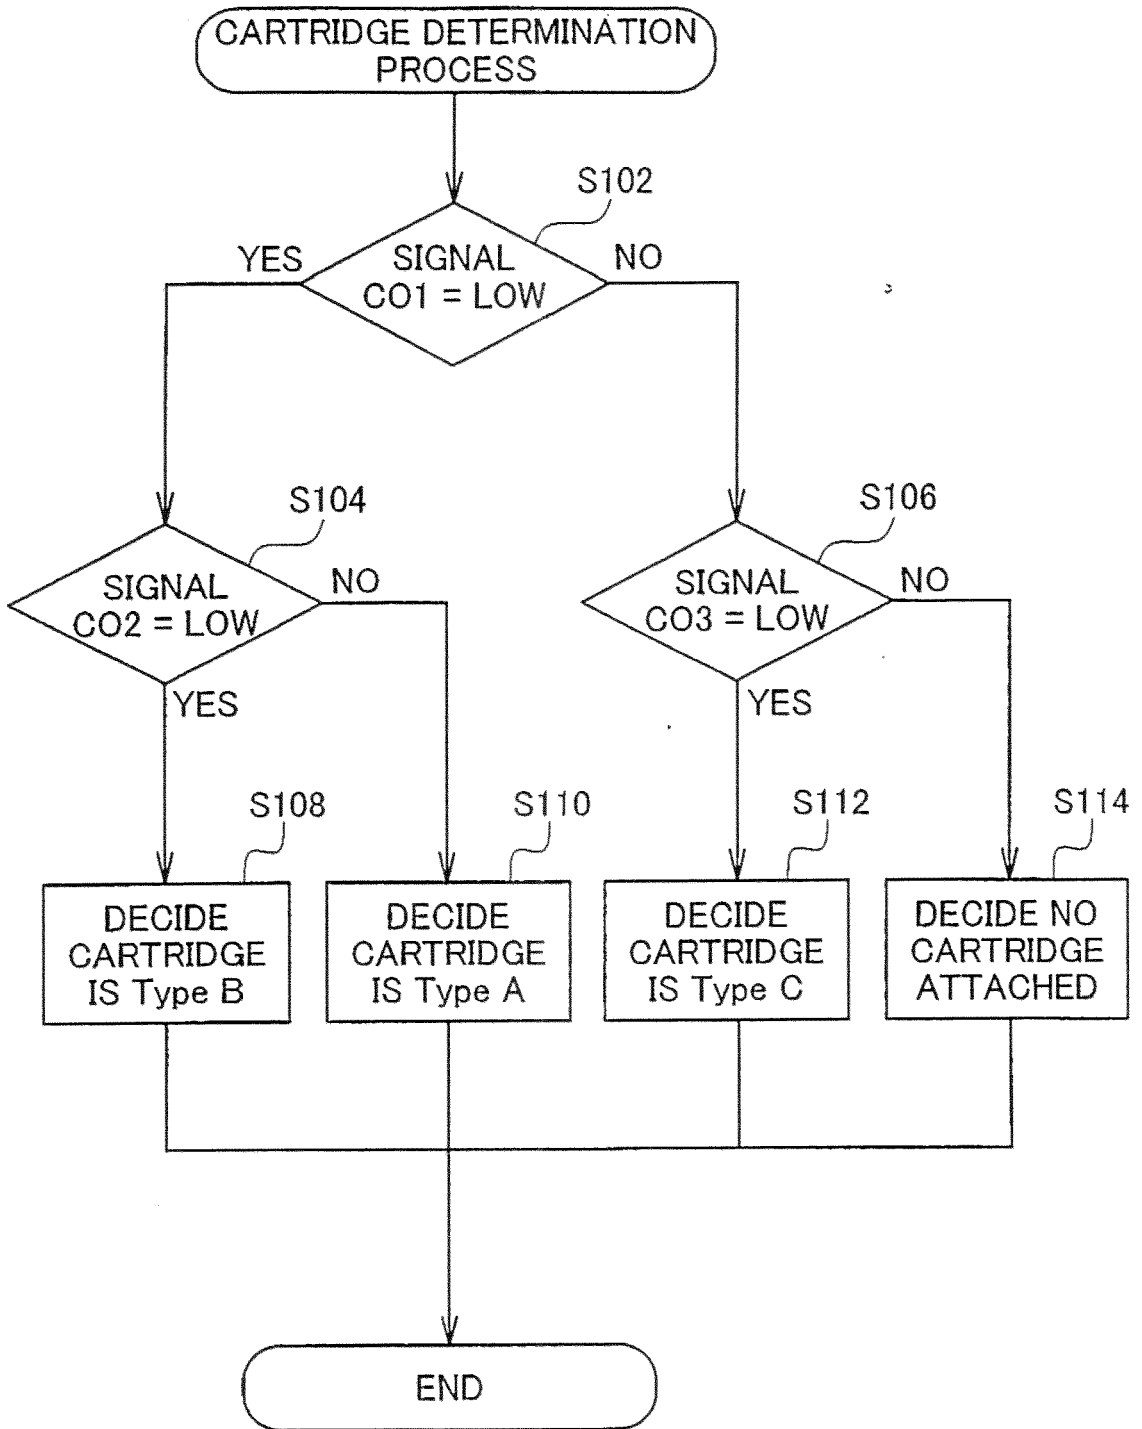 CARTRIDGE DETERMINATION
PROCESS
S102
YES
SIGNAL
CO1 = LOW
NO
S104
SIGNAL
CO2 = LOW
NO
YES
S106
SIGNAL
CO3 = LOW
NO
YES
S108
DECIDE
CARTRIDGE
IS Type B
S110
DECIDE
CARTRIDGE
IS Type A
S112
DECIDE
CARTRIDGE
IS Type C
S114
DECIDE NO
CARTRIDGE
ATTACHED
END